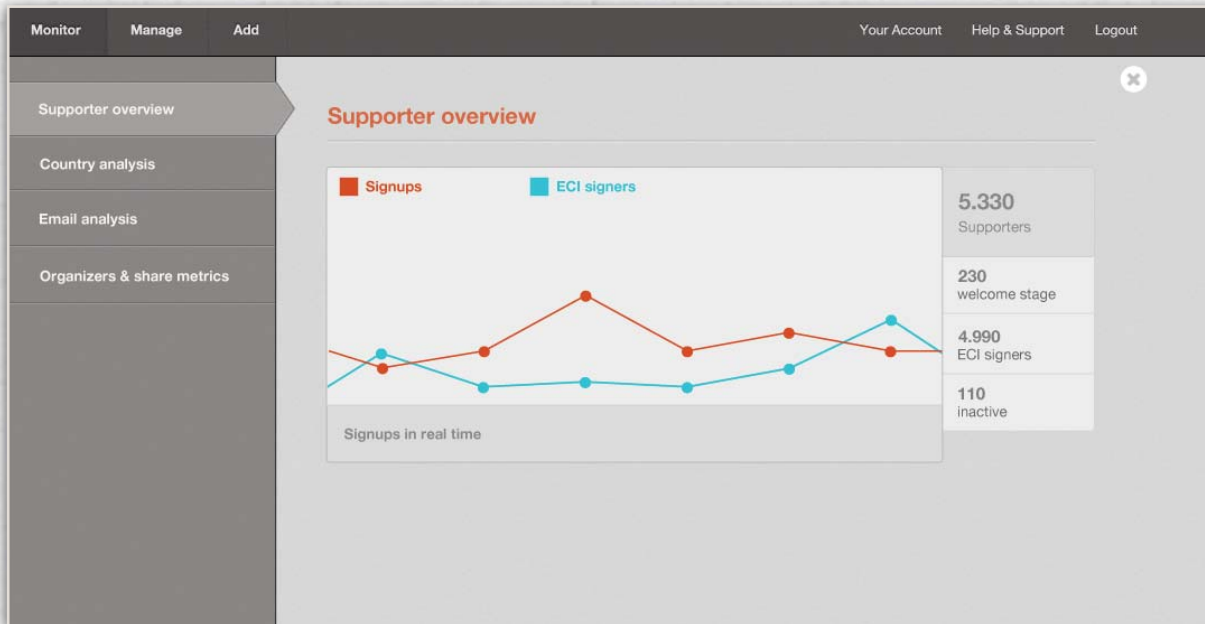 Monitor Manage Add Your Account Help & Support Logout
Supporter overview
Country analysis
Email analysis
Organizers & share metrics
Supporter overview
Signups ECI signers
Signups in real time
5.330
Supporters
230
welcome stage
4.990
ECI signers
110
inactive